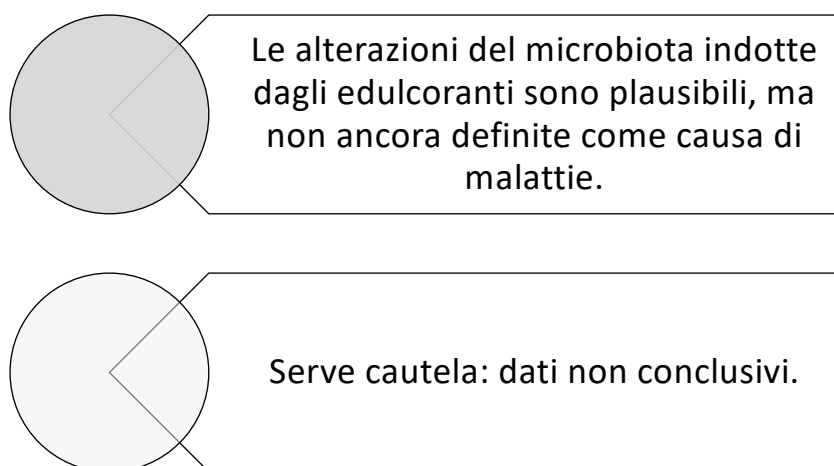 Le alterazioni del microbiota indotte
dagli edulcoranti sono plausibili, ma
non ancora definite come causa di
malattie.
Serve cautela: dati non conclusivi.